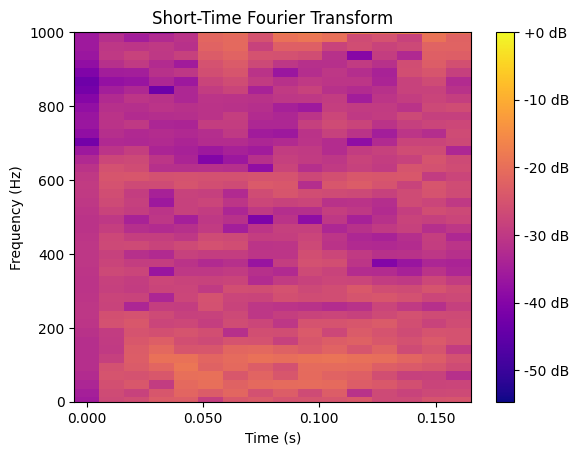 Short-Time Fourier Transform
1000
800
600
400
200
0
Frequency (Hz)
0.000
0.050
0.100
0.150
Time (s)
+0 dB
-10 dB
-20 dB
-30 dB
-40 dB
-50 dB